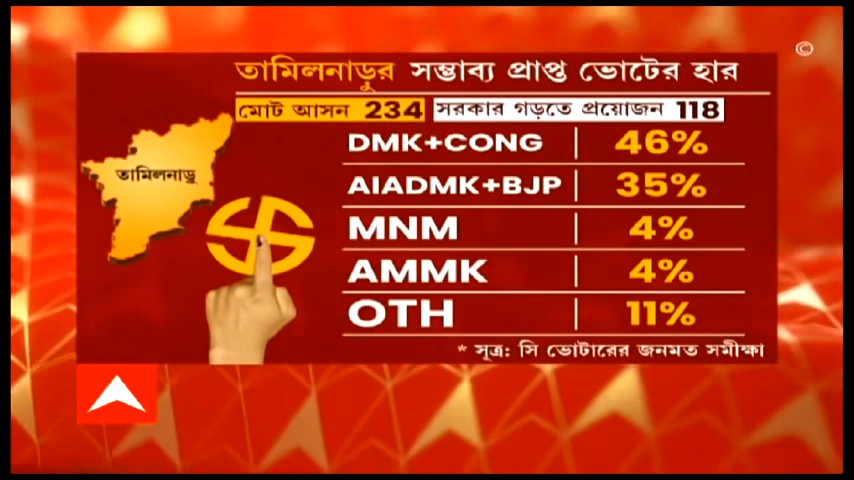 ©
তামিলনাড়ুর সম্ভাব্য প্রাপ্ত ভোটের হার
মোট আসন 234 সরকার গড়তে প্রয়োজন 118
তামিলনাড়ু
DMK+CONG 46%
AIADMK+BJP 35%
MNM 4%
AMMK 4%
OTH 11%
* সূত্র: সি ভোটারের জনমত সমীক্ষা